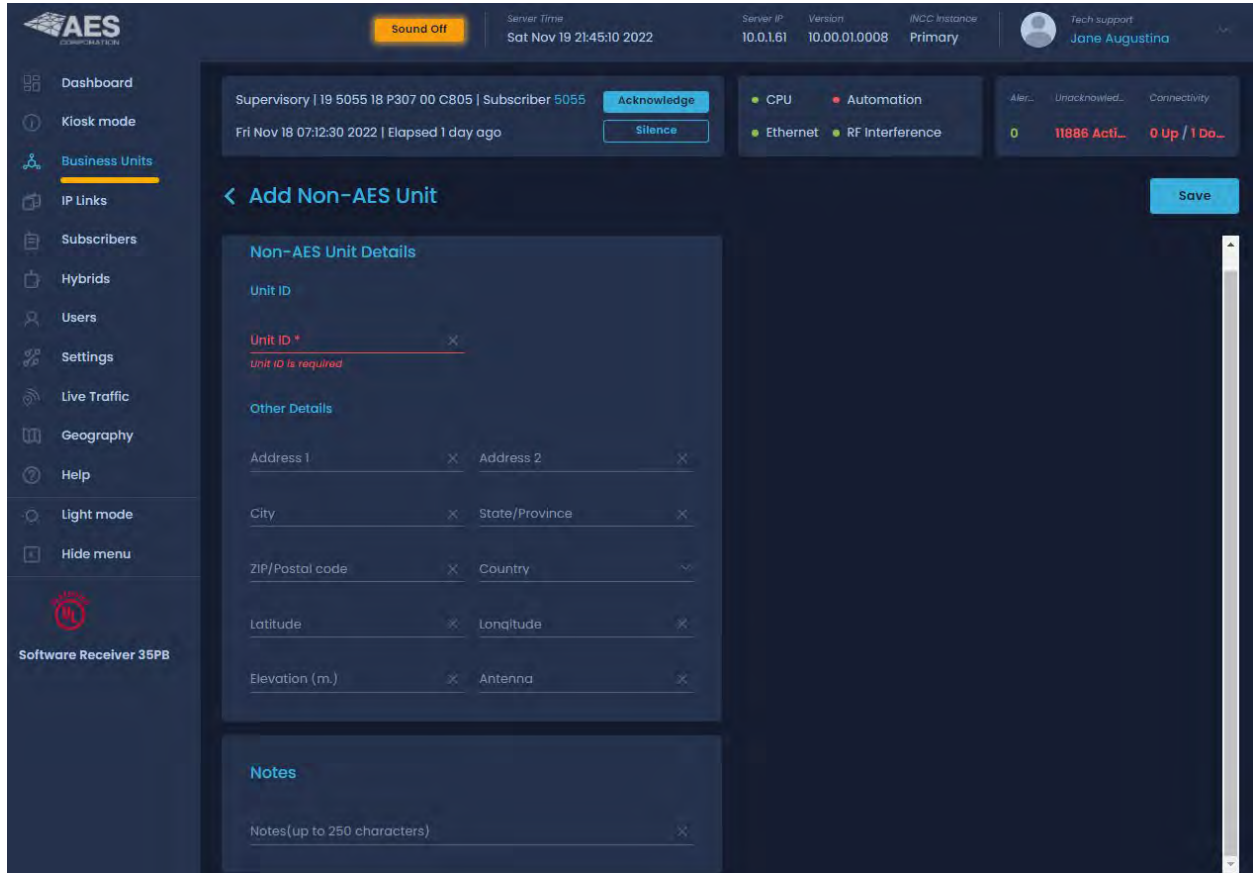 AES
CORPORATION
Sound Off
Server Time
Sat Nov 19 21:45:10 2022
Server IP
10.0.1.61
Version
10.00.01.0008
INCC Instance
Primary
Tech support
Jane Augustina
Dashboard
Kiosk mode
Business Units
IP Links
Subscribers
Hybrids
Users
Settings
Live Traffic
Geography
Help
Light mode
Hide menu
UL
Software Receiver 35PB
Supervisory | 19 5055 18 P307 00 C805 | Subscriber 5055
Acknowledge
Fri Nov 18 07:12:30 2022 | Elapsed 1 day ago
Silence
CPU
Automation
Ethernet
RF Interference
Aler...
Unacknowled...
Connectivity
0
11886 Acti...
0 Up / 1 Do...
< Add Non-AES Unit
Save
Non-AES Unit Details
Unit ID
Unit ID *
Unit ID is required
Other Details
Address 1
Address 2
City
State/Province
ZIP/Postal code
Country
Latitude
Longitude
Elevation (m.)
Antenna
Notes
Notes(up to 250 characters)